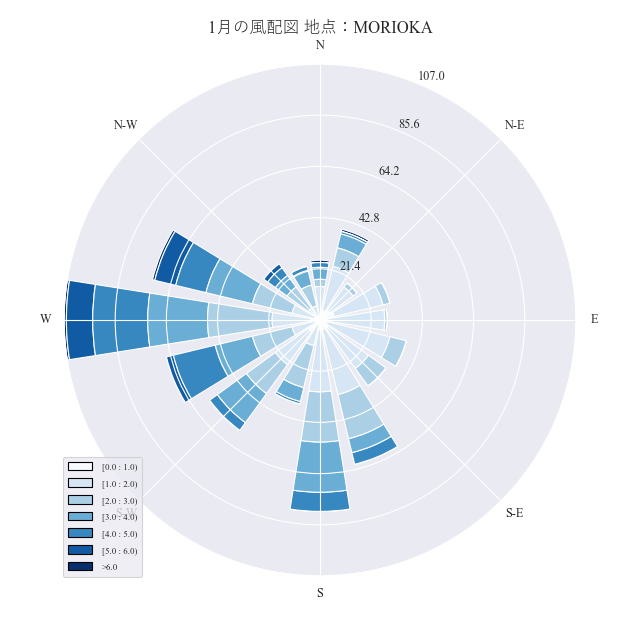 1月の風配図 地点：MORIOKA
N
107.0
N-W
N-E
85.6
64.2
42.8
21.4
W
E
S-W
S-E
S
[0.0 : 1.0)
[1.0 : 2.0)
[2.0 : 3.0)
[3.0 : 4.0)
[4.0 : 5.0)
[5.0 : 6.0)
>6.0